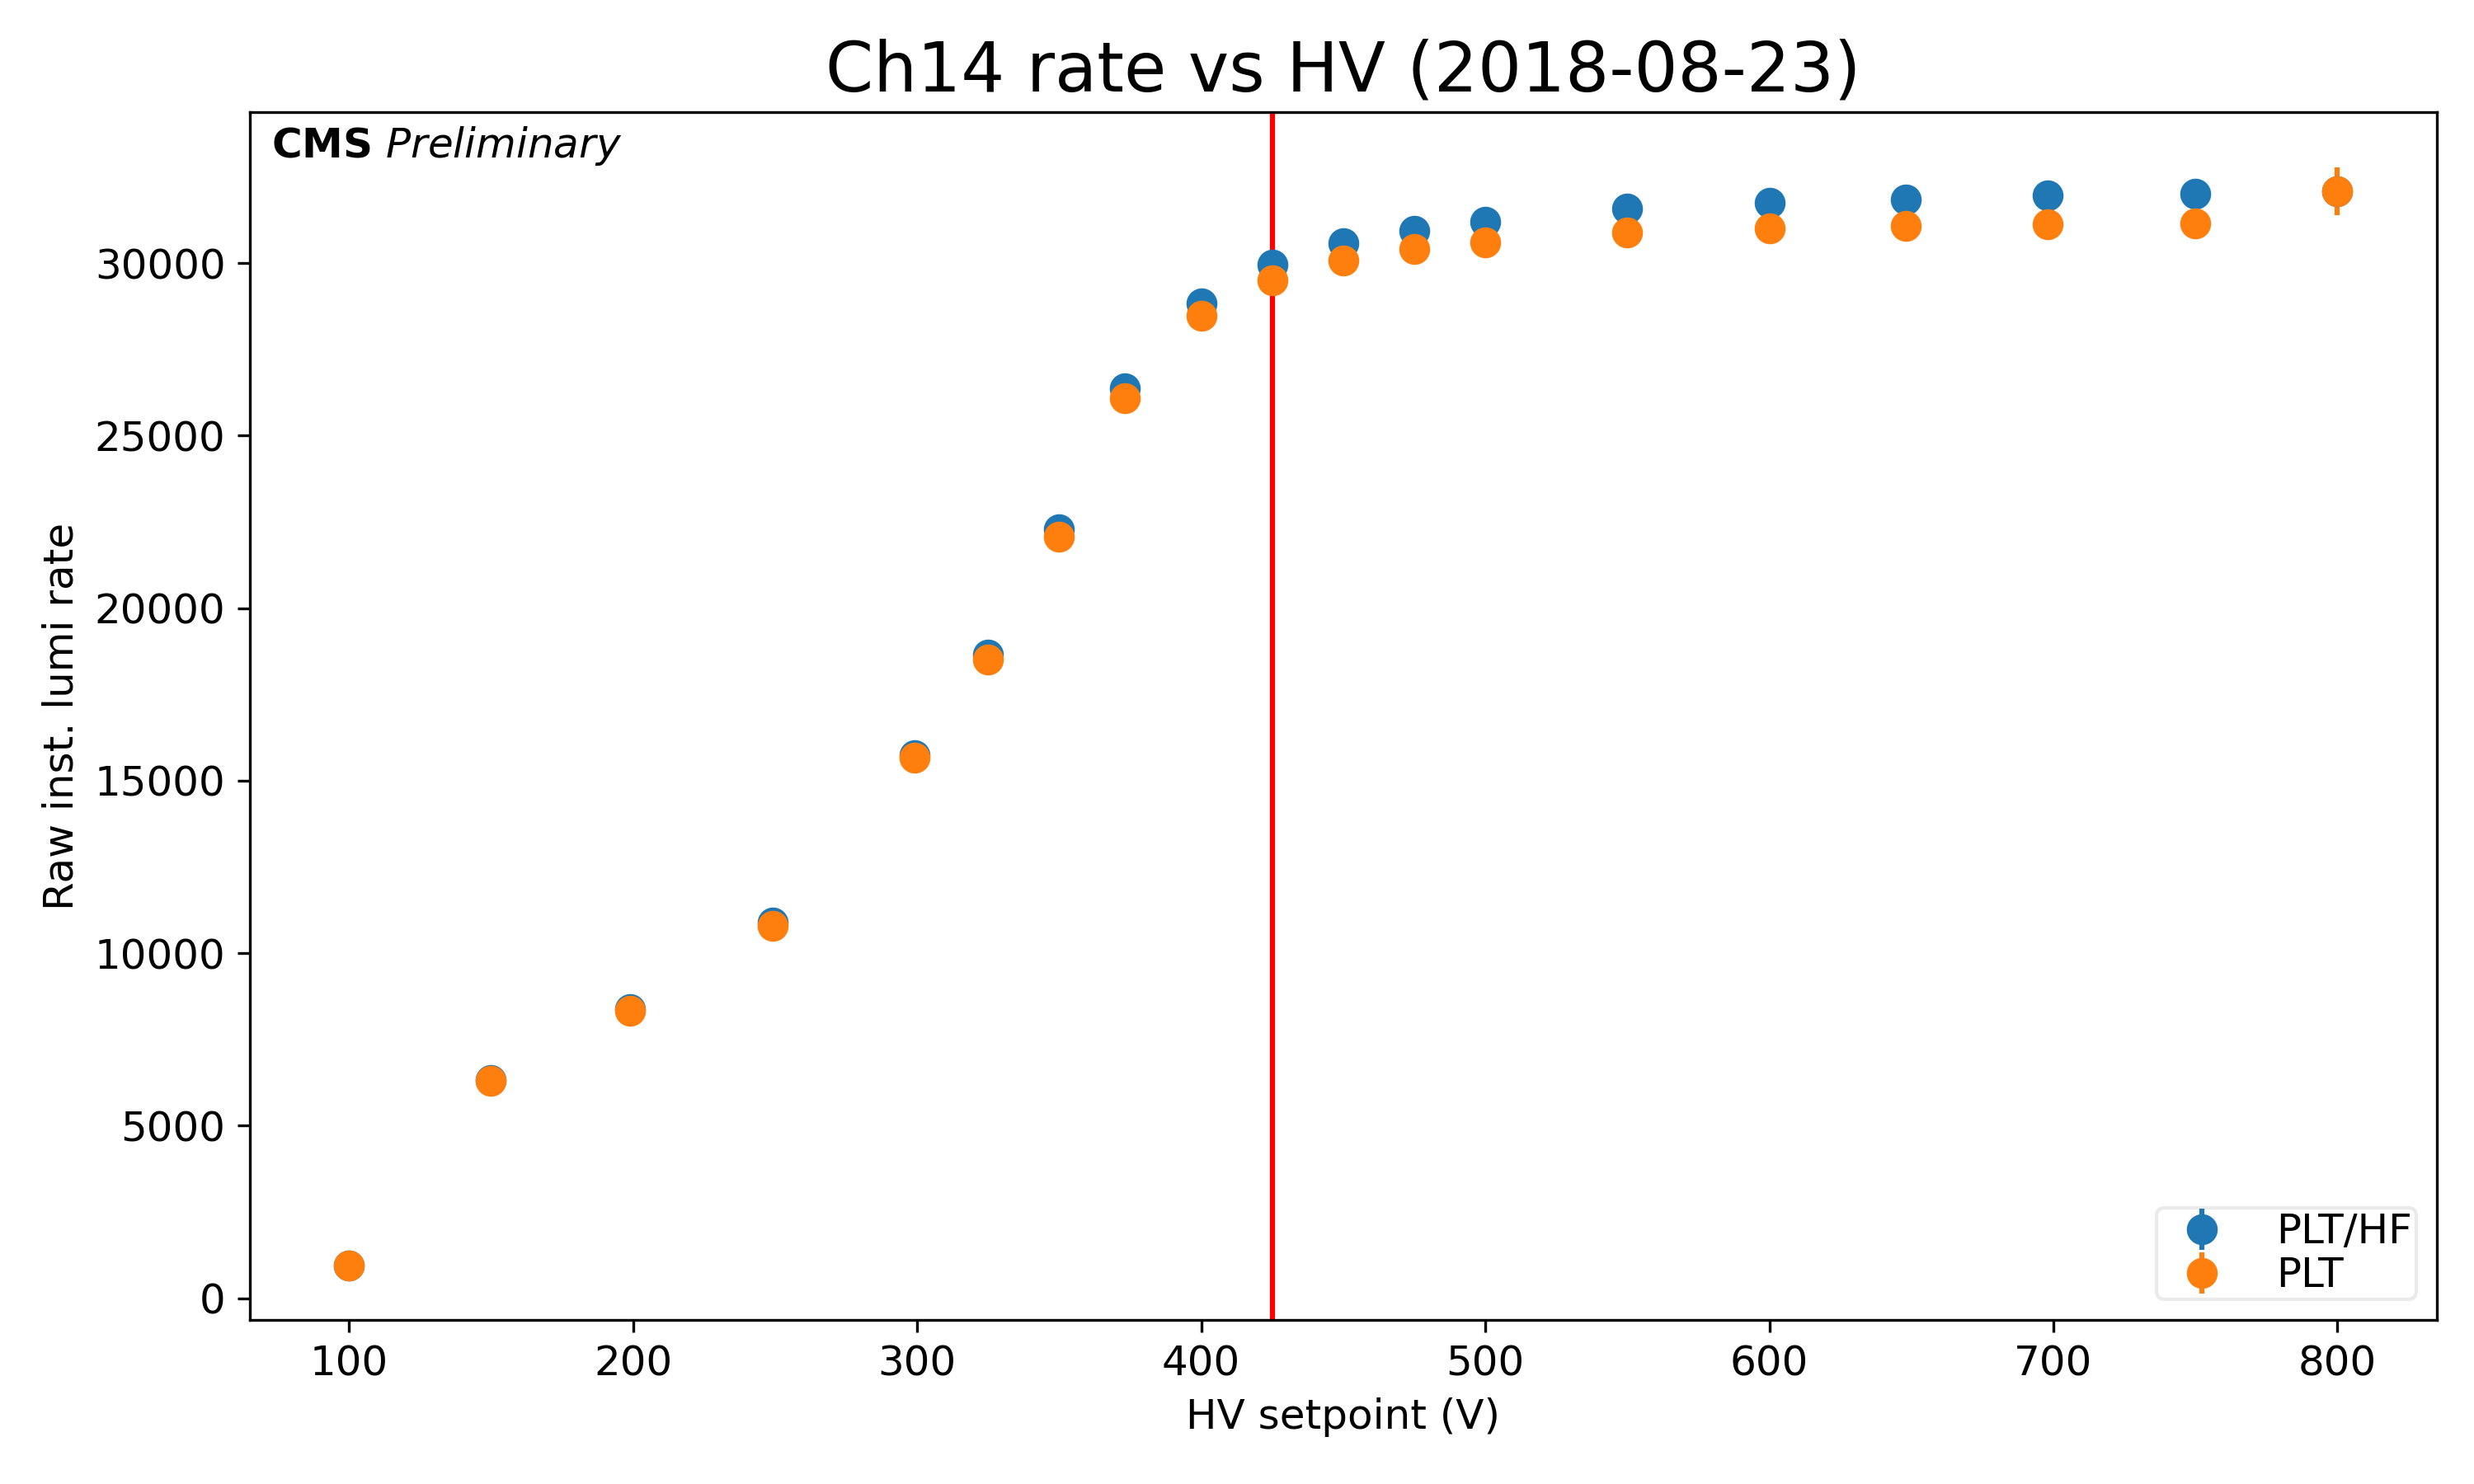 Ch14 rate vs HV (2018-08-23)
CMS Preliminary
30000
25000
20000
15000
10000
5000
0
Raw inst. lumi rate
PLT/HF
PLT
100 200 300 400 500 600 700 800
HV setpoint (V)